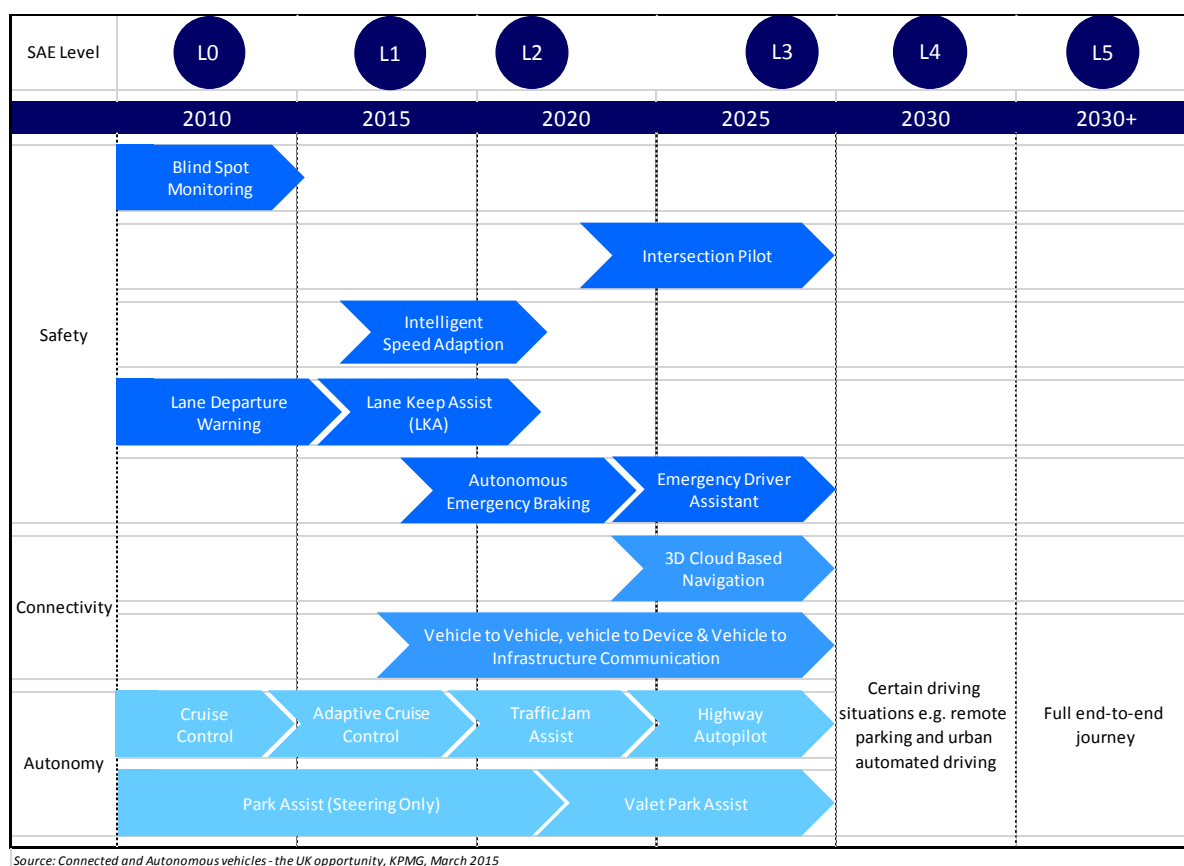 SAE Level
L0
L1
L2
L3
L4
L5
2010
2015
2020
2025
2030
2030+
Safety
Blind Spot
Monitoring
Intersection Pilot
Intelligent
Speed Adaption
Lane Departure
Warning
Lane Keep Assist
(LKA)
Autonomous
Emergency Braking
Emergency Driver
Assistant
Connectivity
3D Cloud Based
Navigation
Vehicle to Vehicle, vehicle to Device & Vehicle to
Infrastructure Communication
Autonomy
Cruise
Control
Adaptive Cruise
Control
Traffic Jam
Assist
Highway
Autopilot
Park Assist (Steering Only)
Valet Park Assist
Certain driving
situations e.g. remote
parking and urban
automated driving
Full end-to-end
journey
Source: Connected and Autonomous vehicles - the UK opportunity, KPMG, March 2015